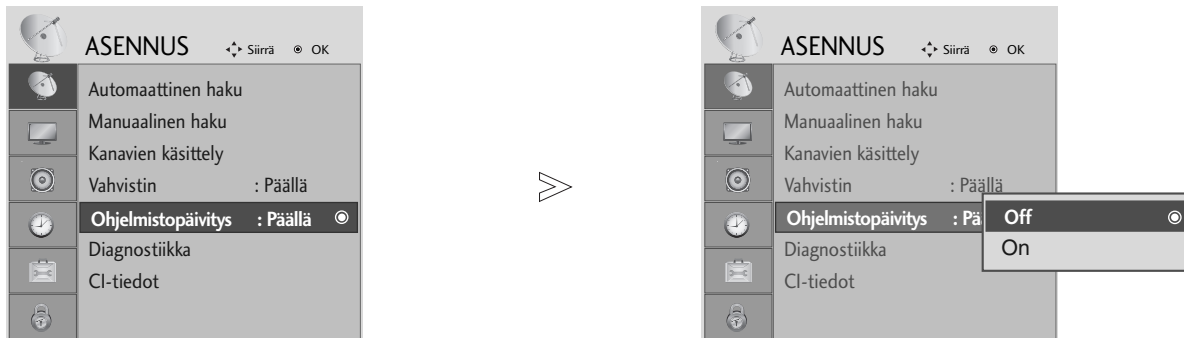 ASENNUS Siirrä OK
Automaattinen haku
Manuaalinen haku
Kanavien käsittely
Vahvistin : Päällä
Ohjelmistopäivitys : Päällä
Diagnostiikka
CI-tiedot
ASENNUS Siirrä OK
Automaattinen haku
Manuaalinen haku
Kanavien käsittely
Vahvistin : Päällä
Ohjelmistopäivitys : Pä
Off
On
Diagnostiikka
CI-tiedot